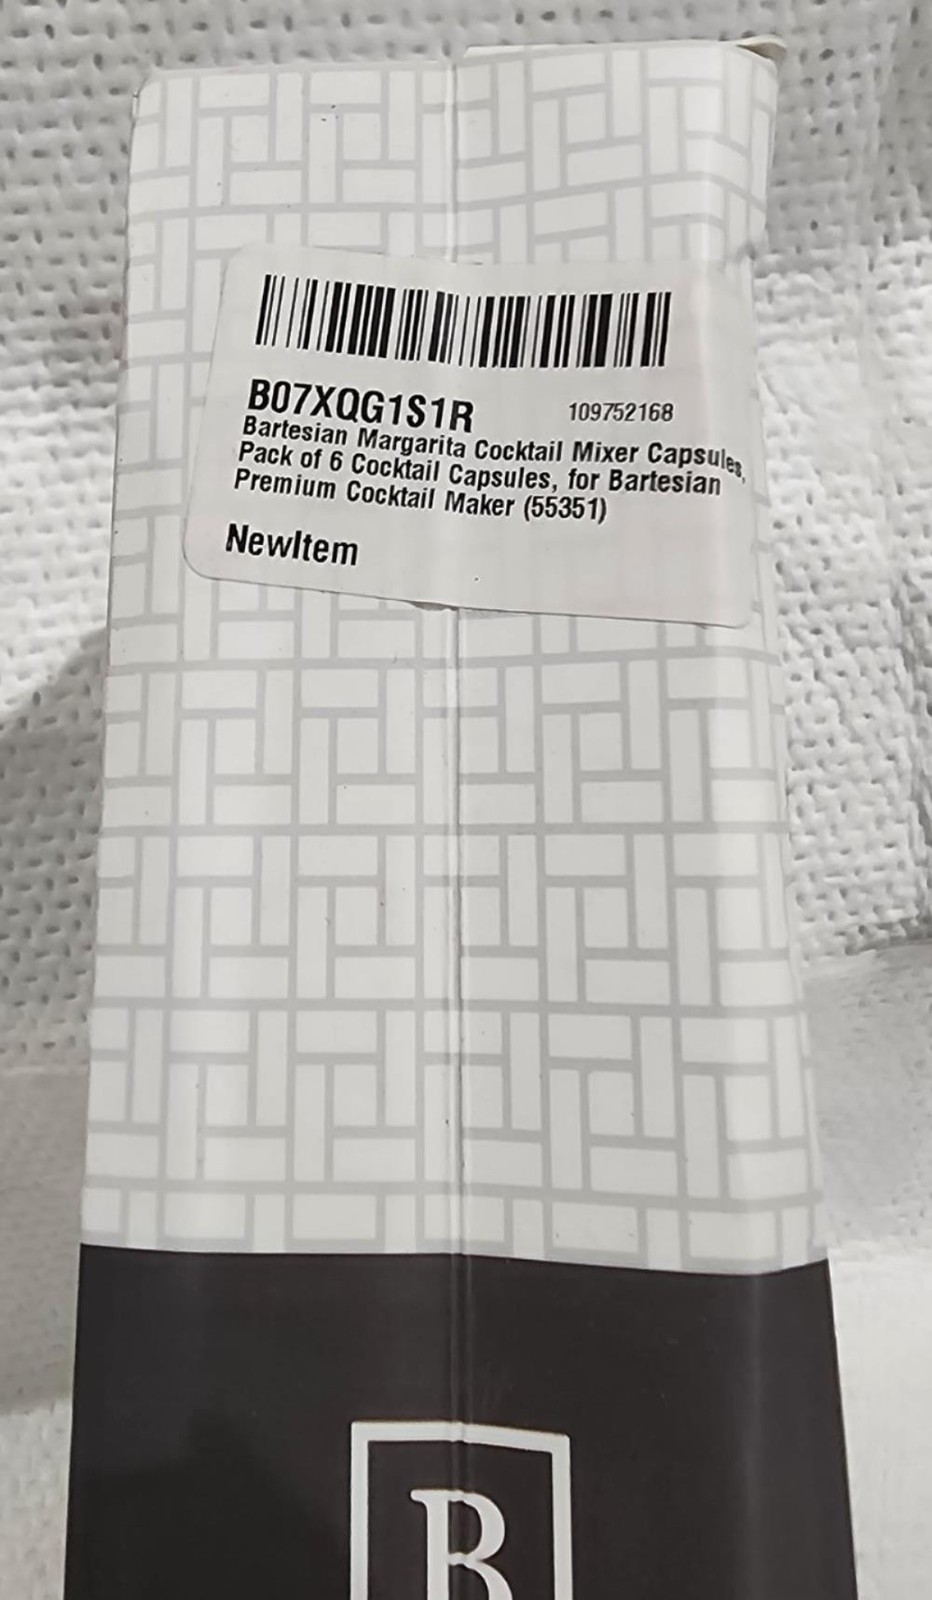 B07XQG1S1R 109752168
Bartesian Margarita Cocktail Mixer Capsules,
Pack of 6 Cocktail Capsules, for Bartesian
Premium Cocktail Maker (55351)
NewItem
B